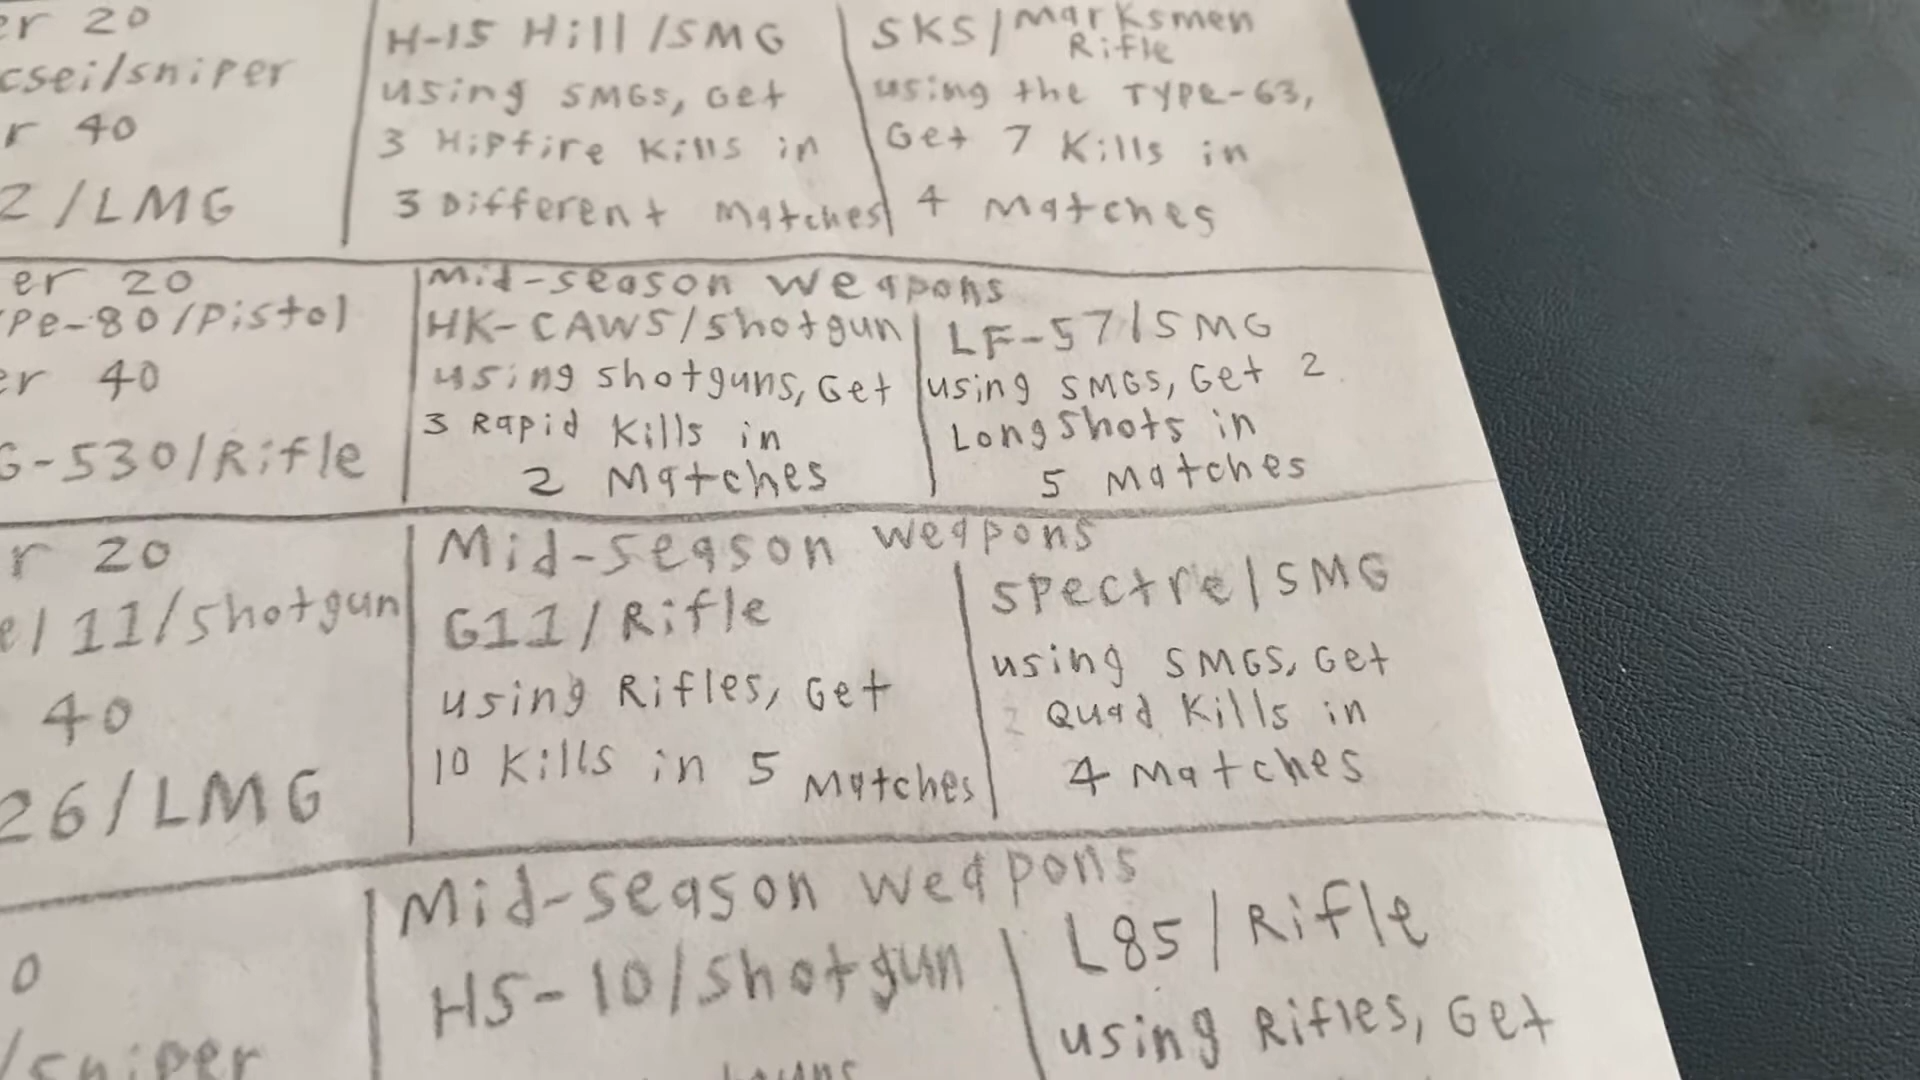 er 20
csei/sniper
r 40
2/LMG
H-15 Hill/SMG
using SMGs, Get
3 Hipfire Kills in
3 Different Matches
SKS/Marksmen
Rifle
using the Type-63,
Get 7 Kills in
4 Matches
er 20
pe-80/pistol
er 40
G-530/Rifle
Mid-season weapons
HK-CAWS/shotgun
using shotguns, Get
3 Rapid Kills in
2 Matches
LF-57/SMG
using SMGs, Get 2
Longshots in
5 Matches
r 20
e/11/shotgun
40
26/LMG
Mid-season weapons
G11/Rifle
using Rifles, Get
10 Kills in 5 Matches
Spectre/SMG
using SMGs, Get
2 Quad Kills in
4 Matches
0
/sniper
Mid-season weapons
HS-10/shotgun
L85/Rifle
using Rifles, Get